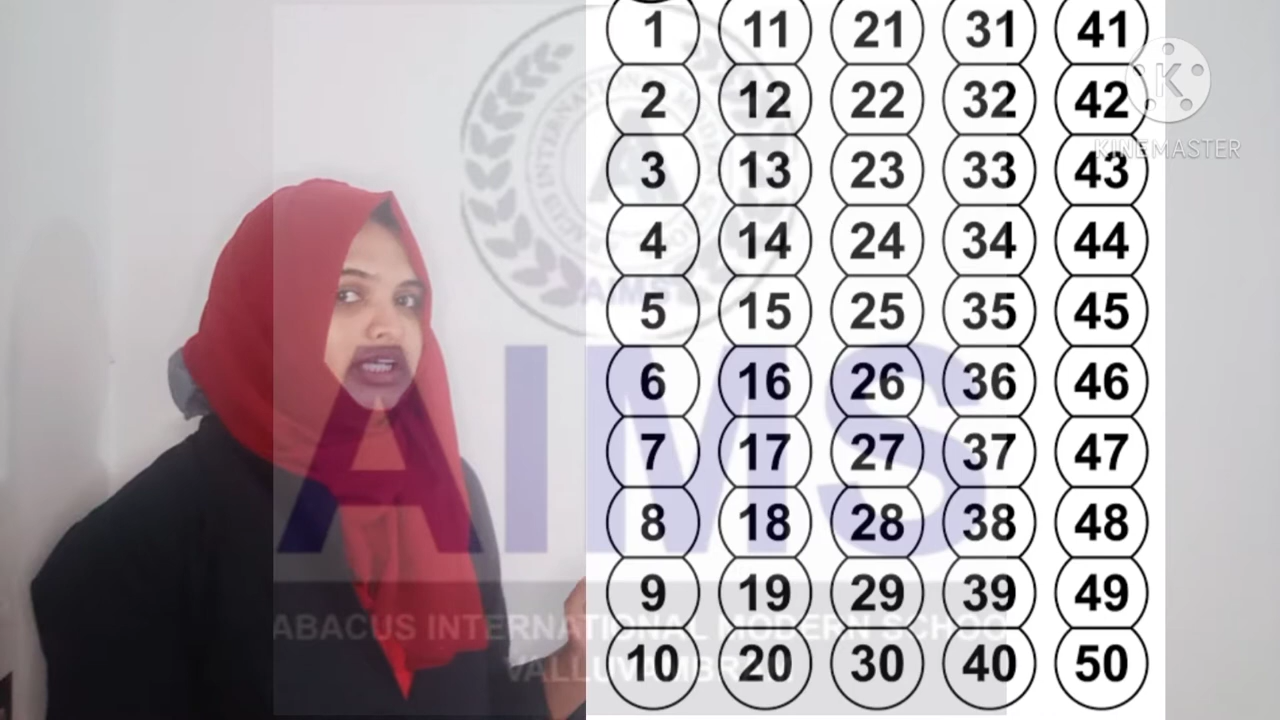 1 11 21 31 41
2 12 22 32 42
3 13 23 33 43
4 14 24 34 44
5 15 25 35 45
6 16 26 36 46
7 17 27 37 47
8 18 28 38 48
9 19 29 39 49
10 20 30 40 50
K
KINEMASTER
A
AIMS
AIMS
ABACUS INTERNATIONAL MODERN SCHOO